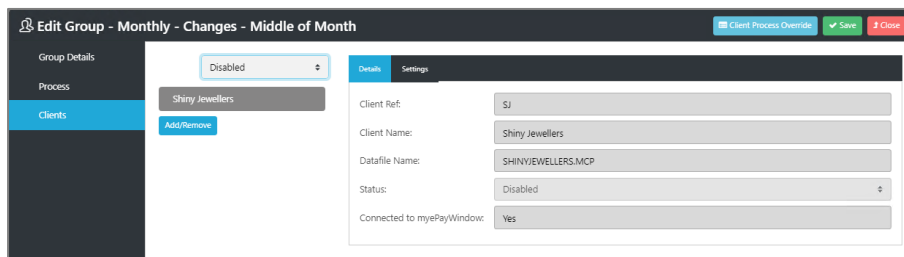 Edit Group - Monthly - Changes - Middle of Month
Client Process Override
Save
Close
Group Details
Process
Clients
Disabled
Shiny Jewellers
Add/Remove
Details
Settings
Client Ref:
SJ
Client Name:
Shiny Jewellers
Datafile Name:
SHINYJEWELLERS.MCP
Status:
Disabled
Connected to myePayWindow:
Yes